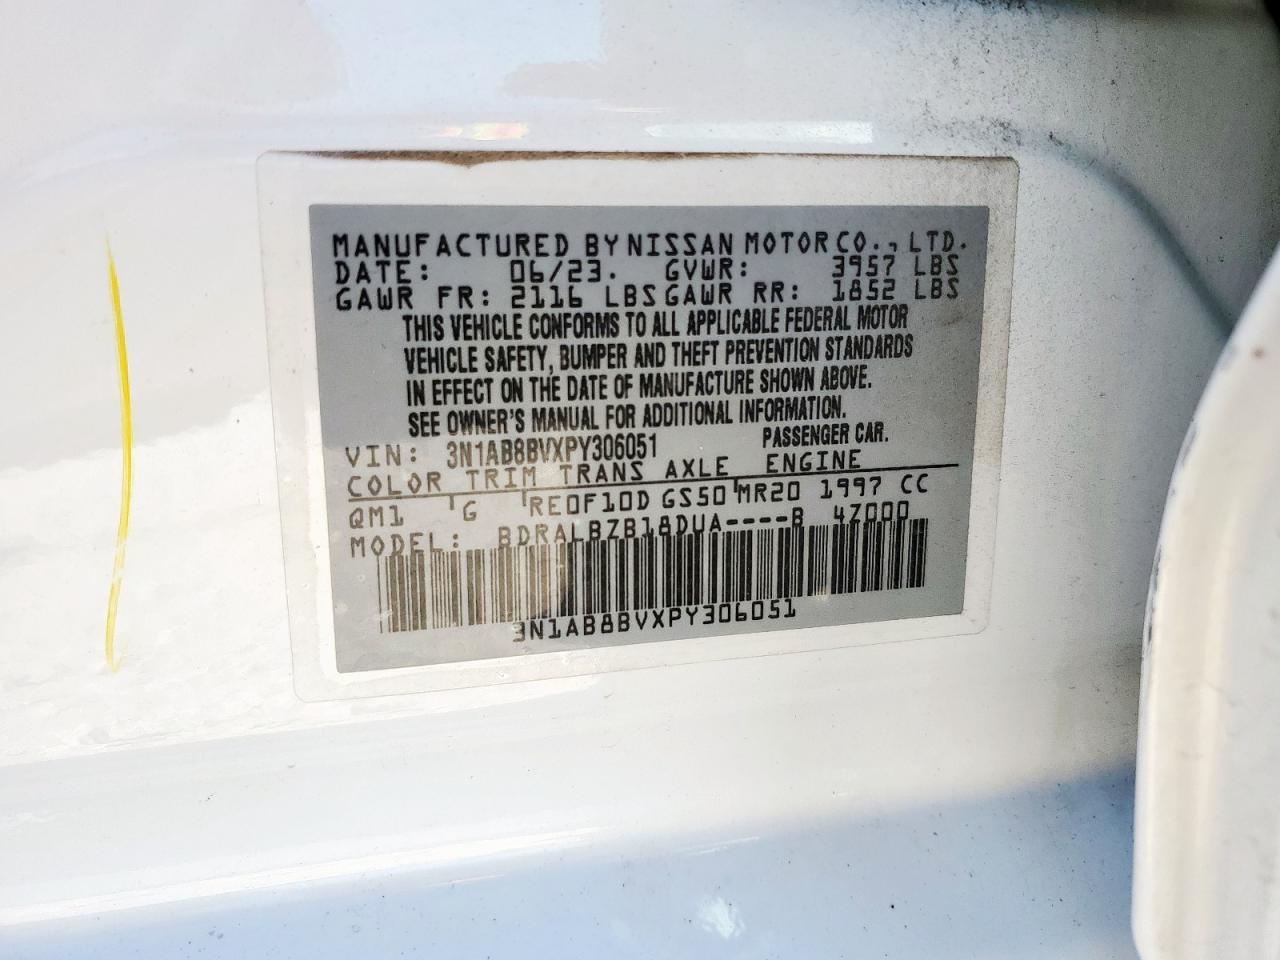 MANUFACTURED BY NISSAN MOTOR CO., LTD.
DATE: 06/23. GVWR: 3957 LBS
GAWR FR: 2116 LBS GAWR RR: 1852 LBS
THIS VEHICLE CONFORMS TO ALL APPLICABLE FEDERAL MOTOR
VEHICLE SAFETY, BUMPER AND THEFT PREVENTION STANDARDS
IN EFFECT ON THE DATE OF MANUFACTURE SHOWN ABOVE.
SEE OWNER'S MANUAL FOR ADDITIONAL INFORMATION.
VIN: 3N1AB8BVXPY306051 PASSENGER CAR.
COLOR TRIM TRANS AXLE ENGINE
QM1 G RE0F10D GS50 MR20 1997 CC
MODEL: BDRALBZB18DUA----B 4Z000
3N1AB8BVXPY306051